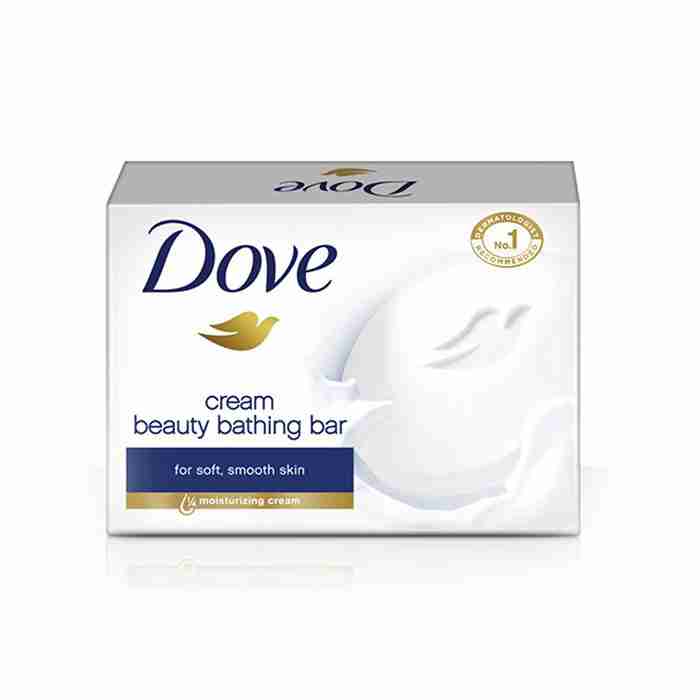 Dove
Dove
DERMATOLOGIST
No.1
RECOMMENDED
cream
beauty bathing bar
for soft, smooth skin
¼ moisturizing cream